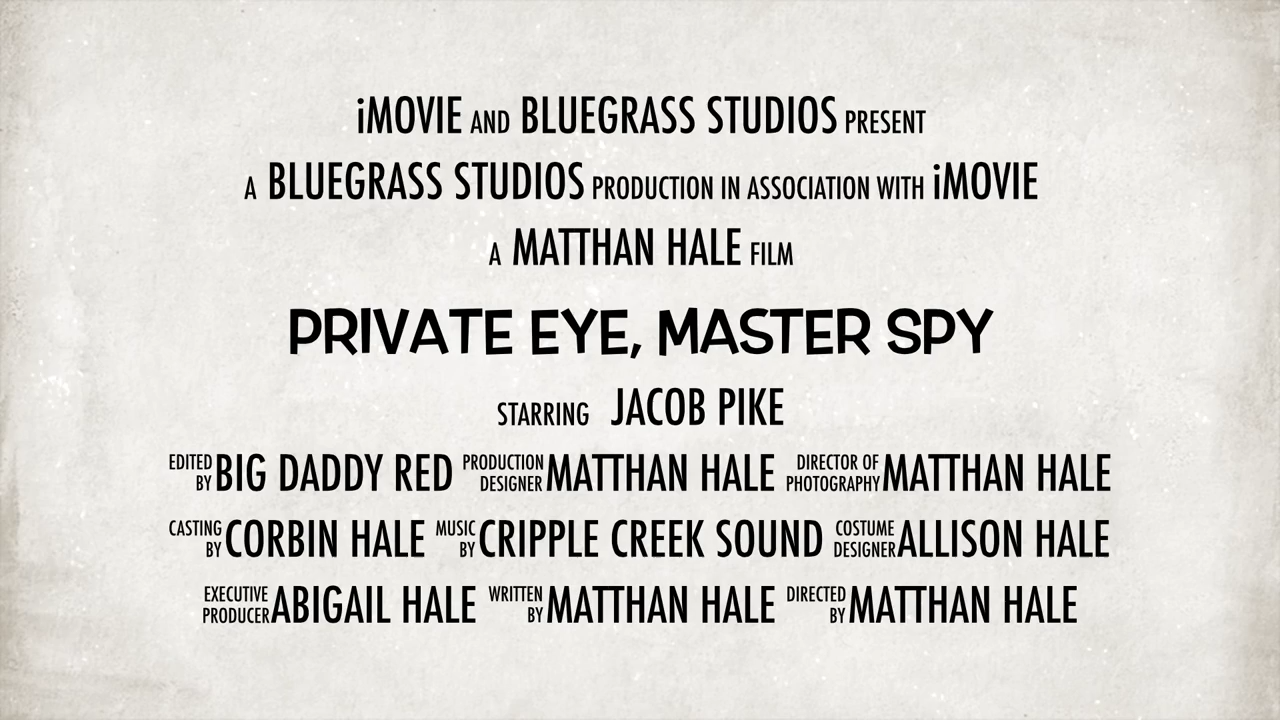 iMOVIE AND BLUEGRASS STUDIOS PRESENT
A BLUEGRASS STUDIOS PRODUCTION IN ASSOCIATION WITH iMOVIE
A MATTHAN HALE FILM
PRIVATE EYE, MASTER SPY
STARRING JACOB PIKE
EDITED BY BIG DADDY RED PRODUCTION DESIGNER MATTHAN HALE DIRECTOR OF PHOTOGRAPHY MATTHAN HALE
CASTING BY CORBIN HALE MUSIC BY CRIPPLE CREEK SOUND COSTUME DESIGNER ALLISON HALE
EXECUTIVE PRODUCER ABIGAIL HALE WRITTEN BY MATTHAN HALE DIRECTED BY MATTHAN HALE